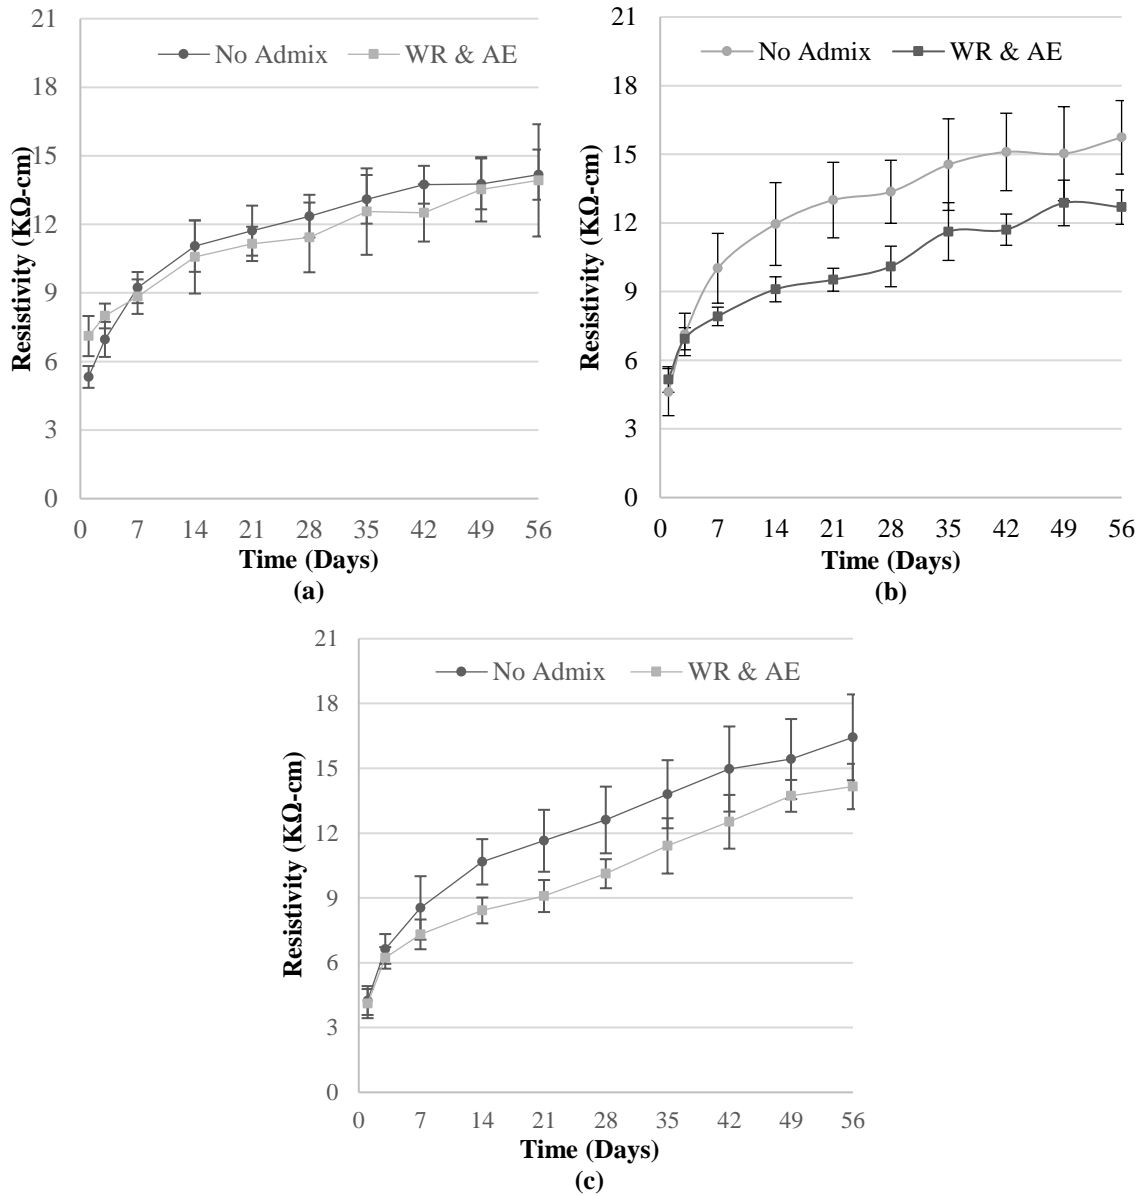 21
18
15
12
9
6
3
0
No Admix WR & AE
Resistivity (KΩ-cm)
0 7 14 21 28 35 42 49 56
Time (Days)
(a)
21
18
15
12
9
6
3
0
No Admix WR & AE
Resistivity (KΩ-cm)
0 7 14 21 28 35 42 49 56
Time (Days)
(b)
21
18
15
12
9
6
3
0
No Admix WR & AE
Resistivity (KΩ-cm)
0 7 14 21 28 35 42 49 56
Time (Days)
(c)